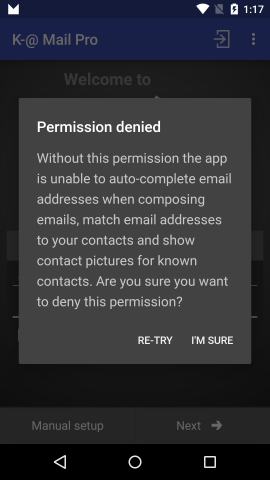 1:17
K-@ Mail Pro
Welcome to
Permission denied
Without this permission the app
is unable to auto-complete email
addresses when composing
emails, match email addresses
to your contacts and show
contact pictures for known
contacts. Are you sure you want
to deny this permission?
RE-TRY I'M SURE
Manual setup Next